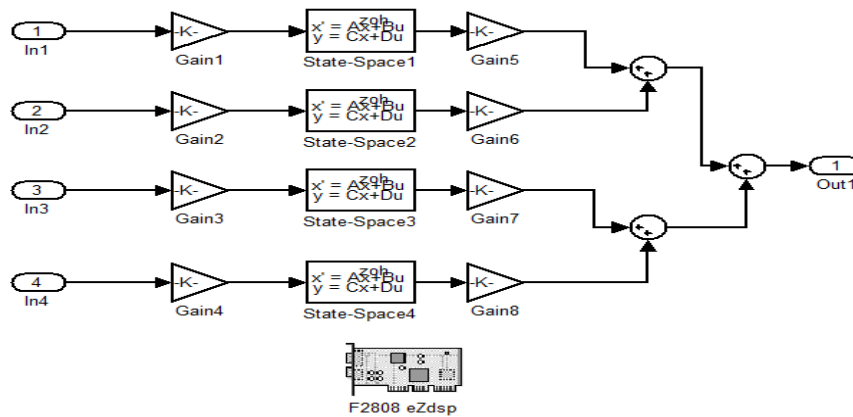 1
-K-
zoh
x' = Ax+Bu
y = Cx+Du
-K-
In1
Gain1
State-Space1
Gain5
2
-K-
zoh
x' = Ax+Bu
y = Cx+Du
-K-
In2
Gain2
State-Space2
Gain6
1
Out1
3
-K-
zoh
x' = Ax+Bu
y = Cx+Du
-K-
In3
Gain3
State-Space3
Gain7
4
-K-
zoh
x' = Ax+Bu
y = Cx+Du
-K-
In4
Gain4
State-Space4
Gain8
F2808 eZdsp